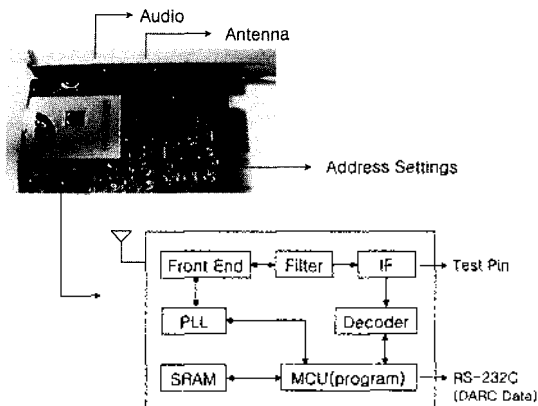 Audio
Antenna
Address Settings
Front End
Filter
IF
Test Pin
PLL
Decoder
SRAM
MCU(program)
RS-232C
(DARC Data)